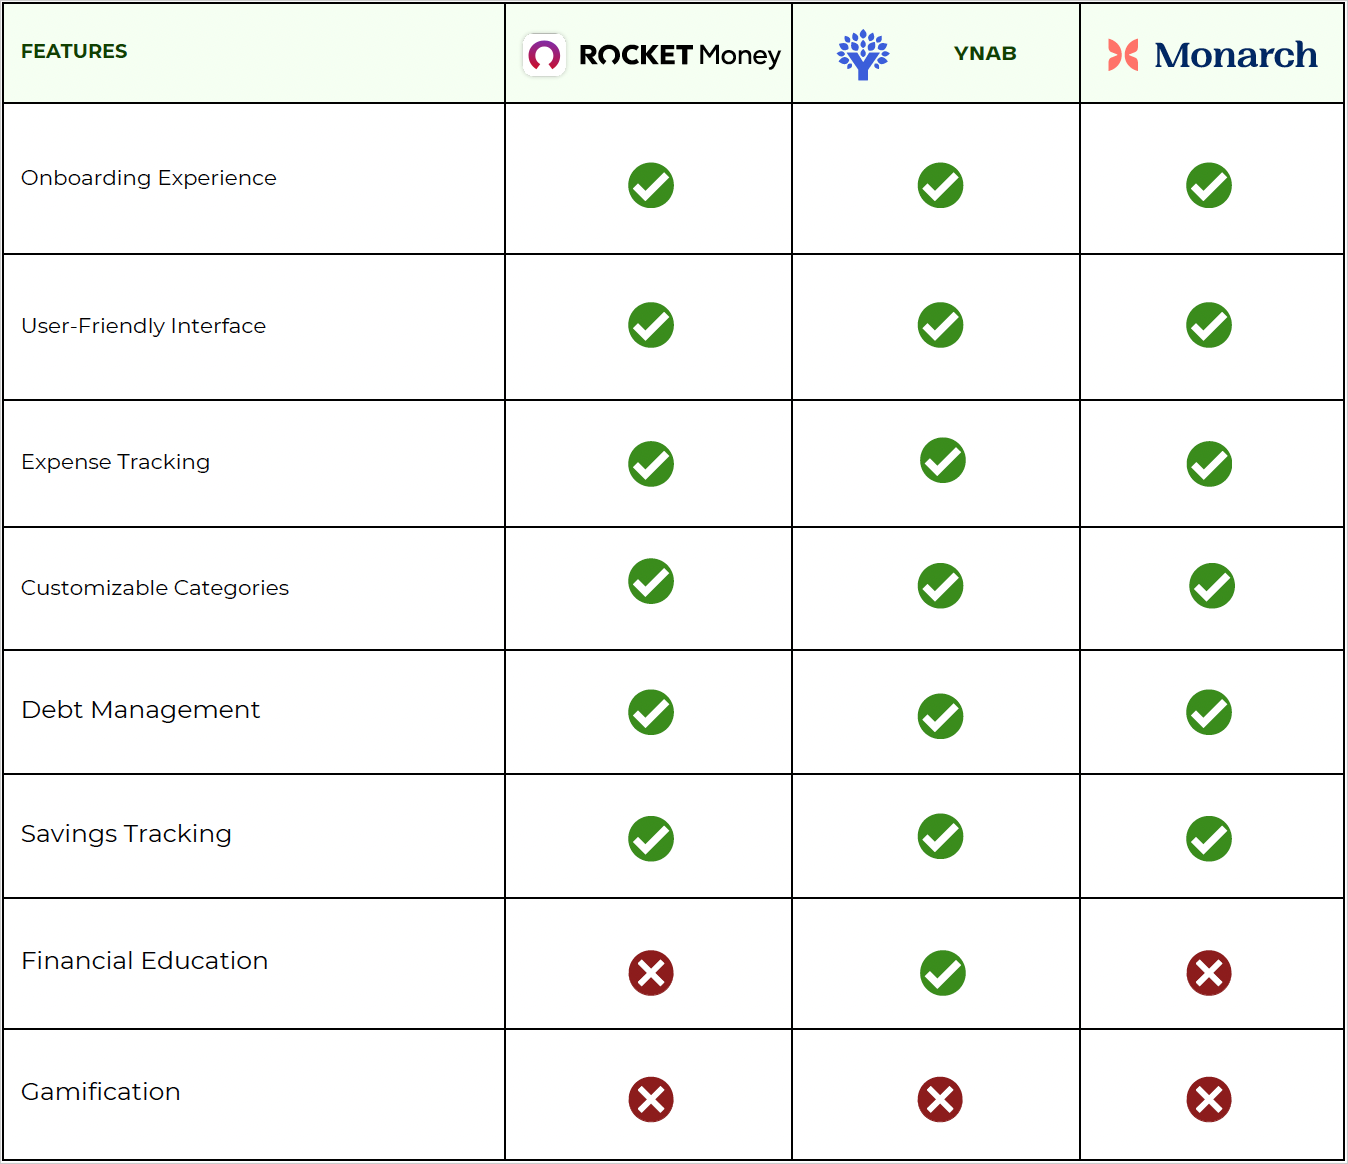 FEATURES ROCKET Money YNAB Monarch
Onboarding Experience
User-Friendly Interface
Expense Tracking
Customizable Categories
Debt Management
Savings Tracking
Financial Education
Gamification